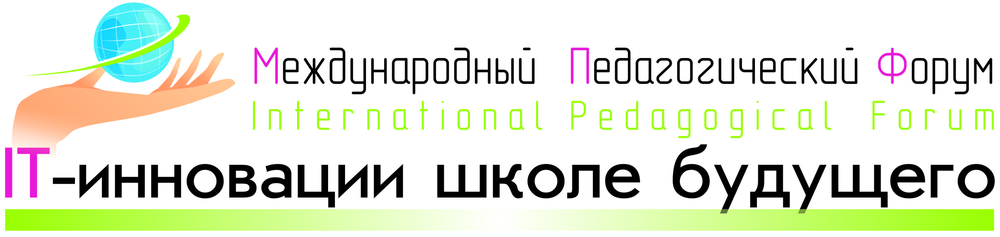 Международный Педагогический Форум
International Pedagogical Forum
IT-инновации школе будущего